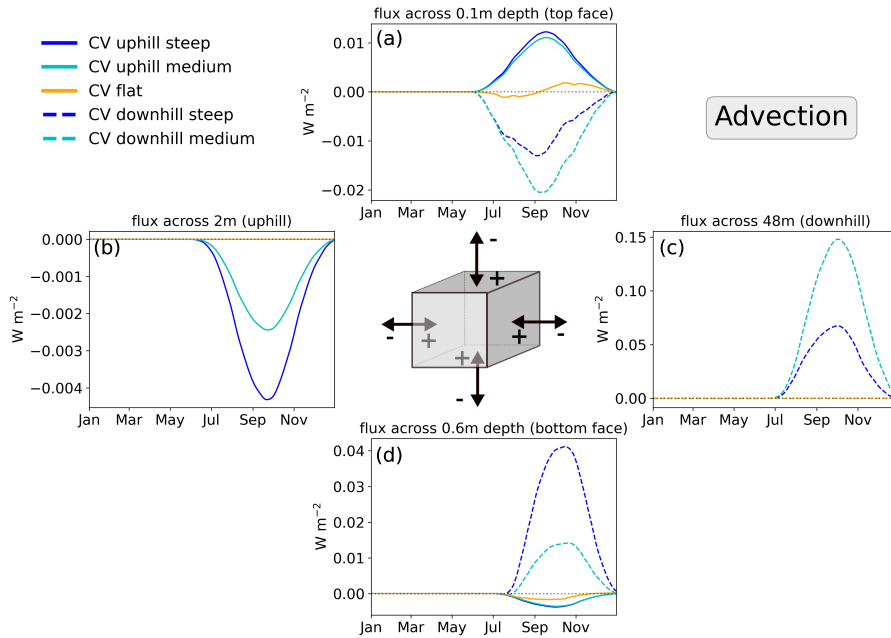 flux across 0.1m depth (top face)
CV uphill steep
CV uphill medium
CV flat
CV downhill steep
CV downhill medium
(a)
W m−2
0.01
0.00
−0.01
−0.02
Jan Mar May Jul Sep Nov
Advection
flux across 2m (uphill)
(b)
W m−2
0.000
−0.001
−0.002
−0.003
−0.004
Jan Mar May Jul Sep Nov
-
+
-
+
+
-
+
-
flux across 48m (downhill)
(c)
W m−2
0.15
0.10
0.05
0.00
Jan Mar May Jul Sep Nov
flux across 0.6m depth (bottom face)
(d)
W m−2
0.04
0.03
0.02
0.01
0.00
Jan Mar May Jul Sep Nov